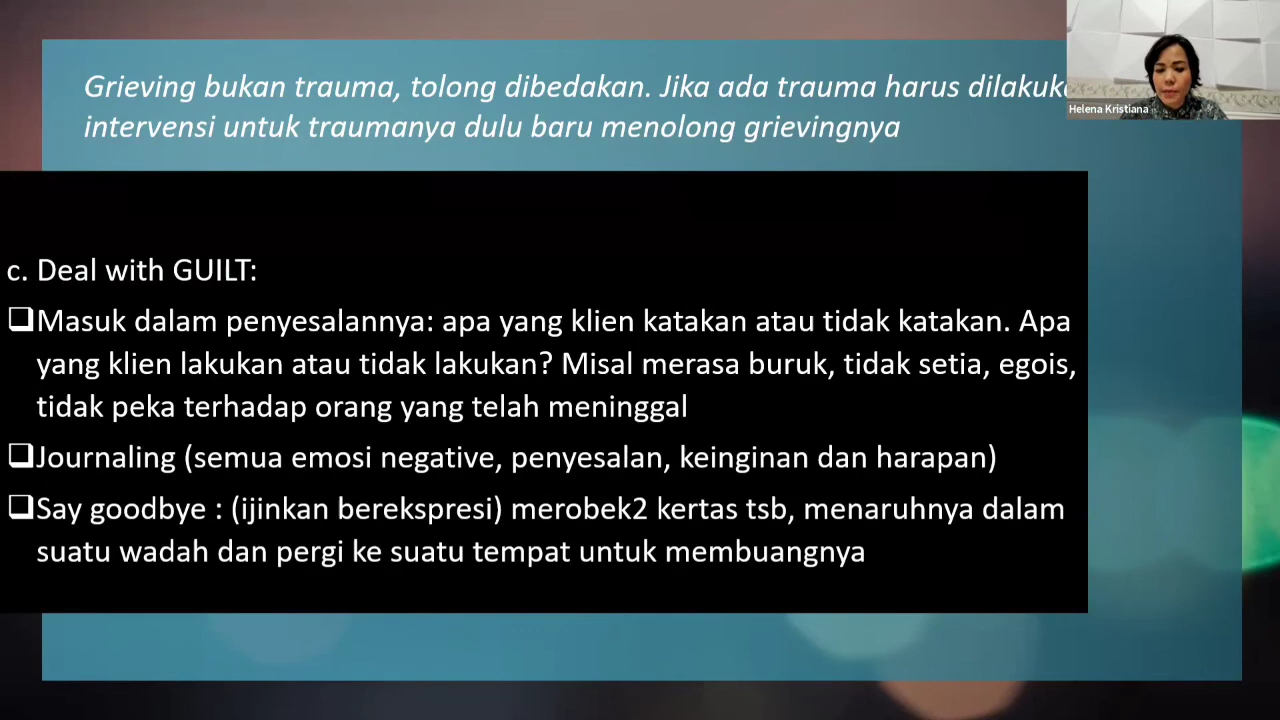 Grieving bukan trauma, tolong dibedakan. Jika ada trauma harus
intervensi untuk traumanya dulu baru menolong grievingnya
Helena Kristiana
c. Deal with GUILT:
❑Masuk dalam penyesalannya: apa yang klien katakan atau tidak katakan. Apa
yang klien lakukan atau tidak lakukan? Misal merasa buruk, tidak setia, egois,
tidak peka terhadap orang yang telah meninggal
❑Journaling (semua emosi negative, penyesalan, keinginan dan harapan)
❑Say goodbye : (ijinkan berekspresi) merobek2 kertas tsb, menaruhnya dalam
suatu wadah dan pergi ke suatu tempat untuk membuangnya